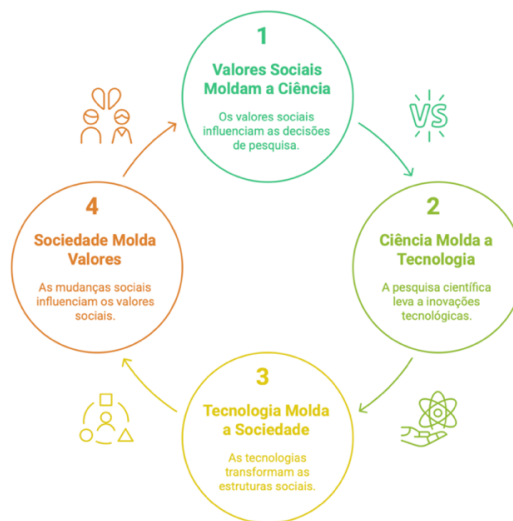 1
Valores Sociais
Moldam a Ciência
Os valores sociais
influenciam as decisões
de pesquisa.
VS
2
Ciência Molda a
Tecnologia
A pesquisa científica
leva a inovações
tecnológicas.
3
Tecnologia Molda
a Sociedade
As tecnologias
transformam as
estruturas sociais.
4
Sociedade Molda
Valores
As mudanças sociais
influenciam os valores
sociais.